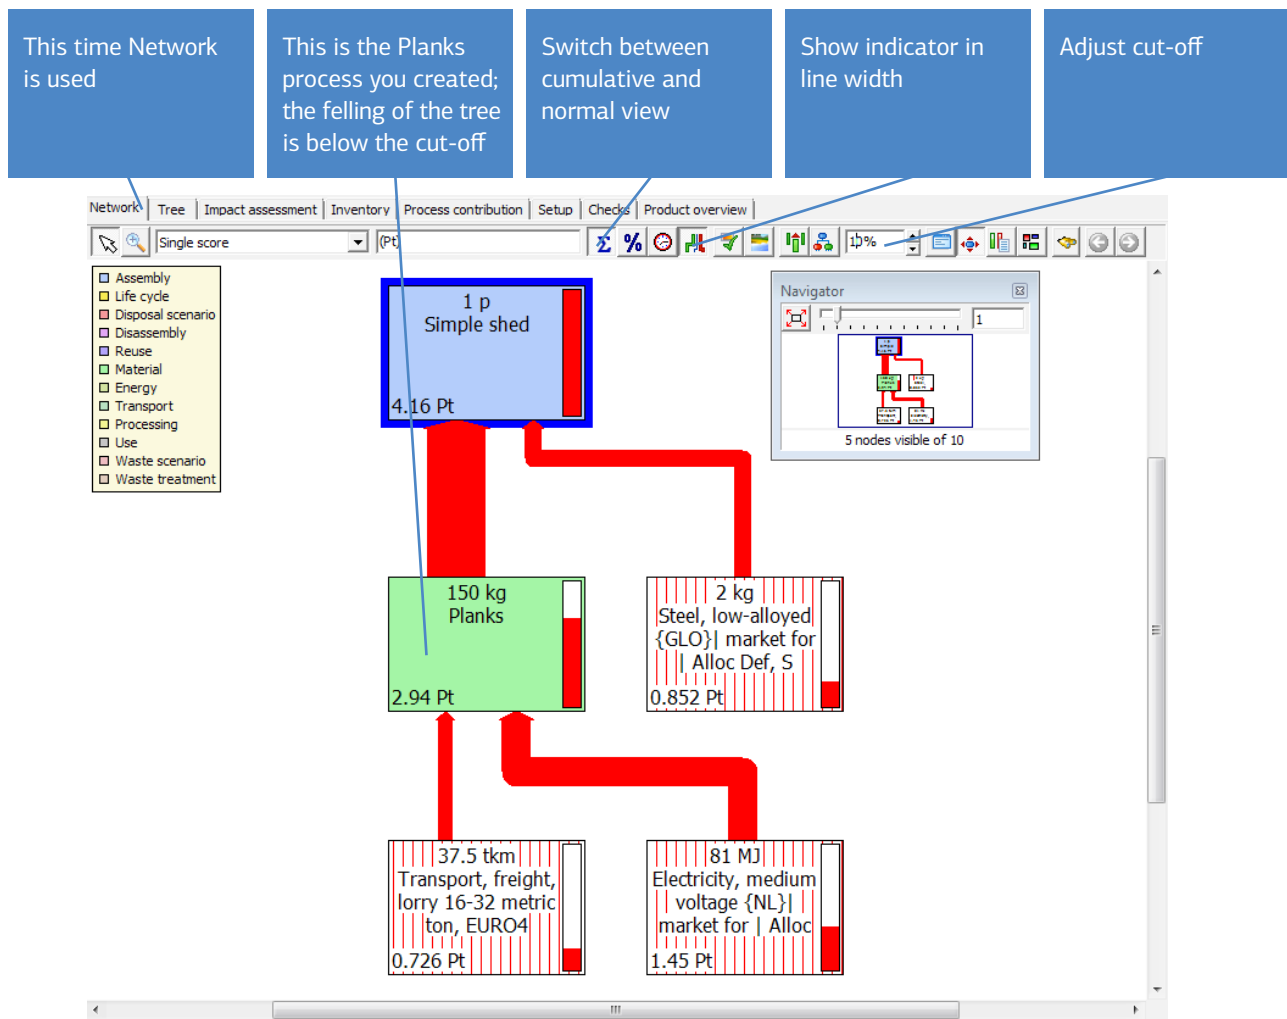 This time Network
is used
This is the Planks
process you created;
the felling of the tree
is below the cut-off
Switch between
cumulative and
normal view
Show indicator in
line width
Adjust cut-off
Network Tree Impact assessment Inventory Process contribution Setup Checks Product overview
Single score (Pt) Σ % %
Assembly
Life cycle
Disposal scenario
Disassembly
Reuse
Material
Energy
Transport
Processing
Use
Waste scenario
Waste treatment
1 p
Simple shed
4.16 Pt
Navigator
1
5 nodes visible of 10
150 kg
Planks
2.94 Pt
2 kg
Steel, low-alloyed
{GLO}| market for
| Alloc Def, S
0.852 Pt
37.5 tkm
Transport, freight,
lorry 16-32 metric
ton, EURO4
0.726 Pt
81 MJ
Electricity, medium
voltage {NL}|
market for | Alloc
1.45 Pt